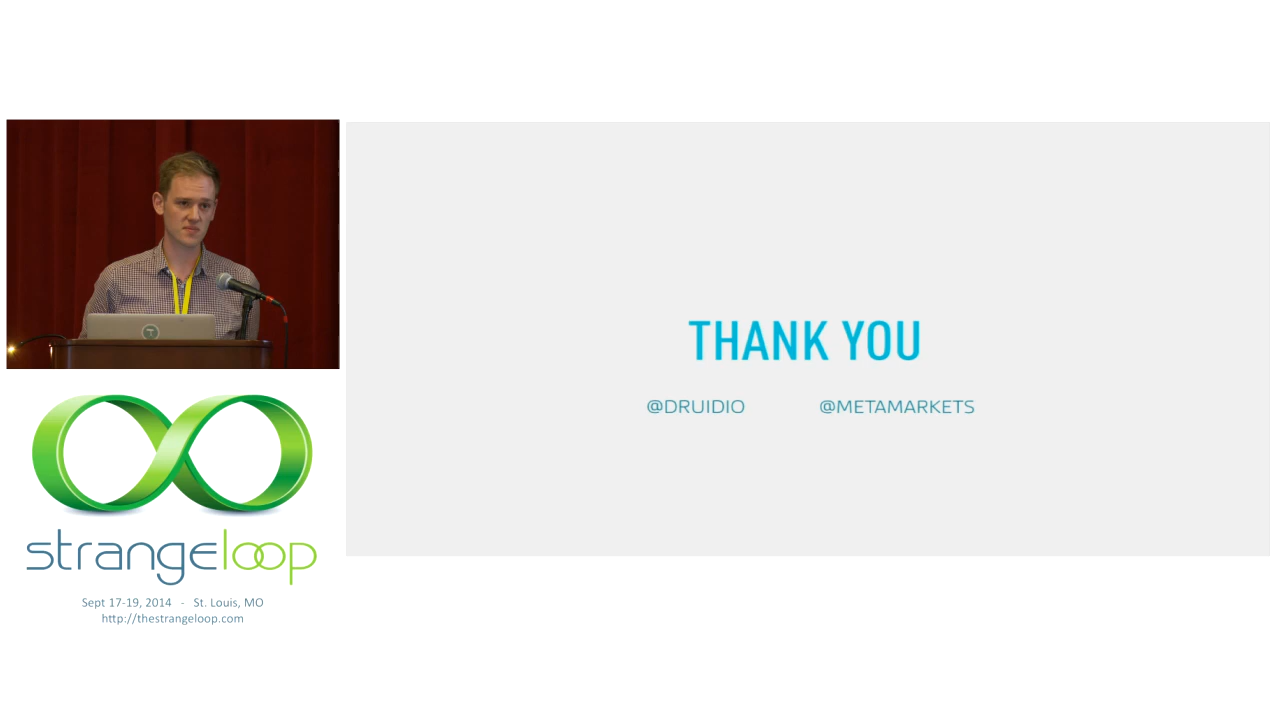 THANK YOU
@DRUIDIO @METAMARKETS
strangeloop
Sept 17-19, 2014 - St. Louis, MO
http://thestrangeloop.com